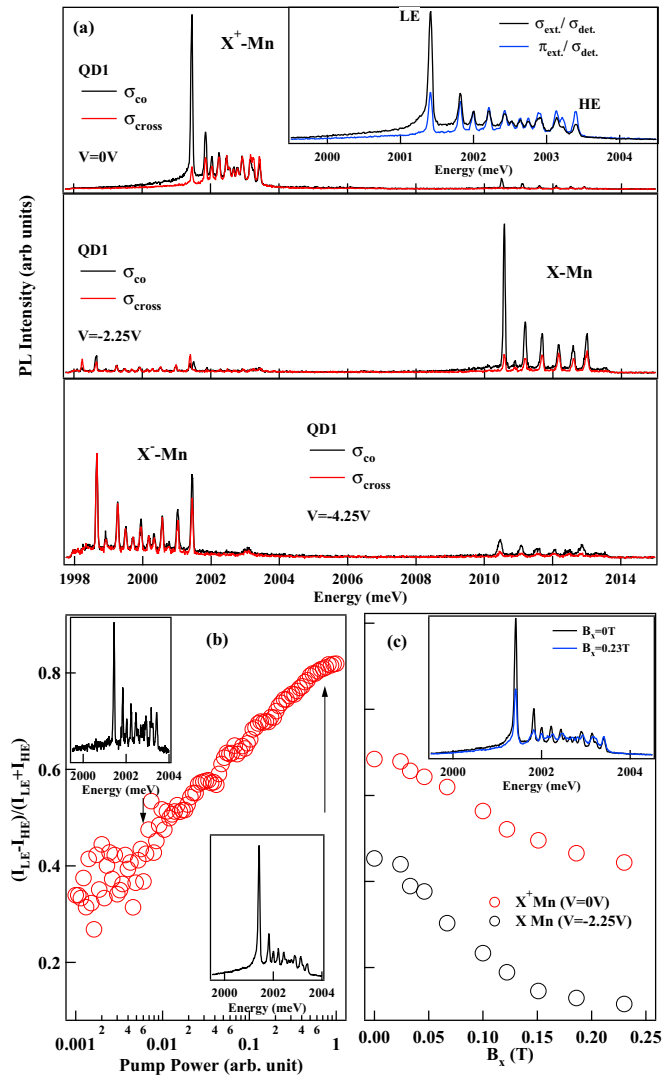 (a)
X⁺-Mn
QD1
σco
σcross
V=0V
LE
HE
σext./ σdet.
πext./ σdet.
2000 2001 2002 2003 2004
Energy (meV)
PL Intensity (arb units)
QD1
σco
σcross
V=-2.25V
X-Mn
X⁻-Mn
QD1
σco
σcross
V=-4.25V
1998 2000 2002 2004 2006 2008 2010 2012 2014
Energy (meV)
(b)
(ILE-IHE)/(ILE+IHE)
0.8
0.6
0.4
0.2
2000 2002 2004
Energy (meV)
2000 2002 2004
Energy (meV)
0.001 2 4 6 0.01 2 4 6 0.1 2 4 6 1
Pump Power (arb. unit)
(c)
Bx=0T
Bx=0.23T
2000 2002 2004
Energy (meV)
X⁺Mn (V=0V)
X Mn (V=-2.25V)
0.00 0.05 0.10 0.15 0.20 0.25
Bx (T)